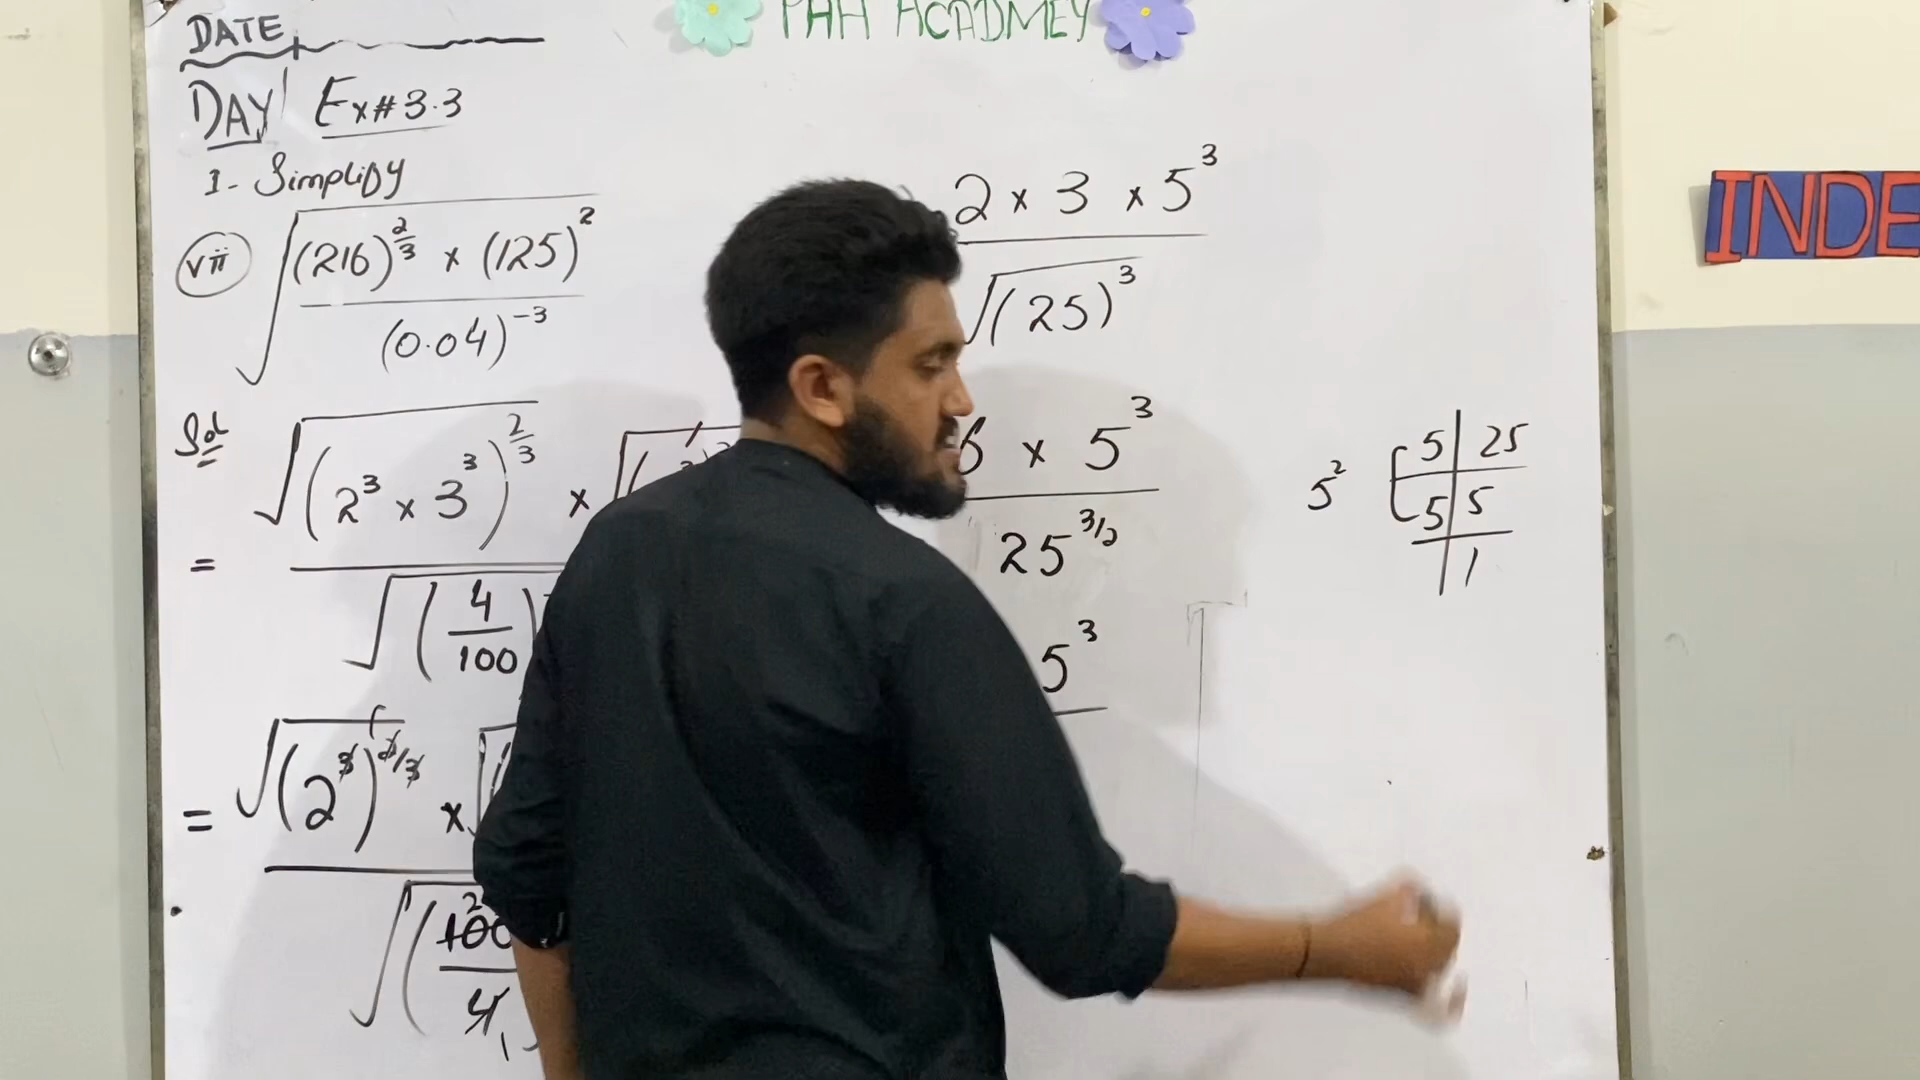 DATE
PAH ACADMEY
DAY Ex#3.3
1- Simplify
vii √((216)^(2/3) × (125)^2 / (0.04)^-3)
Sol
= √(2^3 × 3^3)^(2/3) ×
√(4/100)
= √(2^3)^(2/3) ×
√(100/4
2 × 3 × 5^3
√(25)^3
6 × 5^3
25^3/2
5^3
5^2
5 | 25
5 | 5
1
INDE